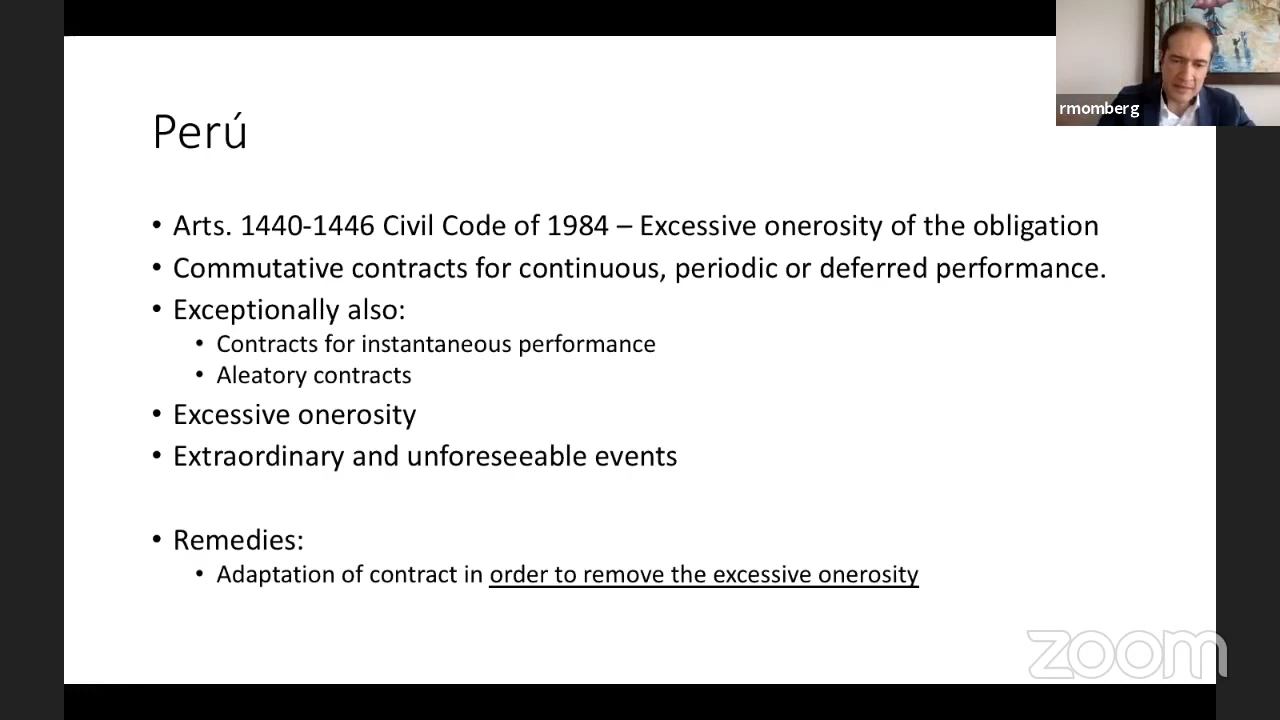 rmomberg
Perú
• Arts. 1440-1446 Civil Code of 1984 – Excessive onerosity of the obligation
• Commutative contracts for continuous, periodic or deferred performance.
• Exceptionally also:
• Contracts for instantaneous performance
• Aleatory contracts
• Excessive onerosity
• Extraordinary and unforeseeable events
• Remedies:
• Adaptation of contract in order to remove the excessive onerosity
zoom